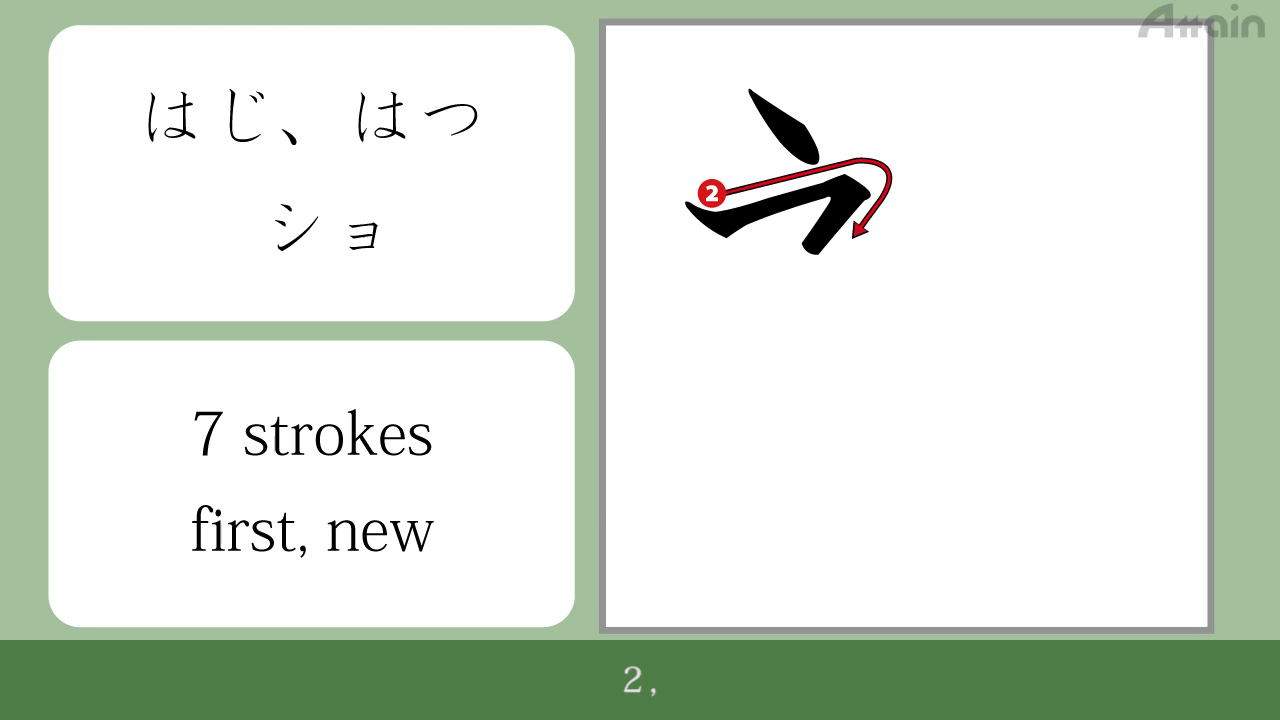 はじ、はつ
ショ
7 strokes
first, new
Attain
2
2,